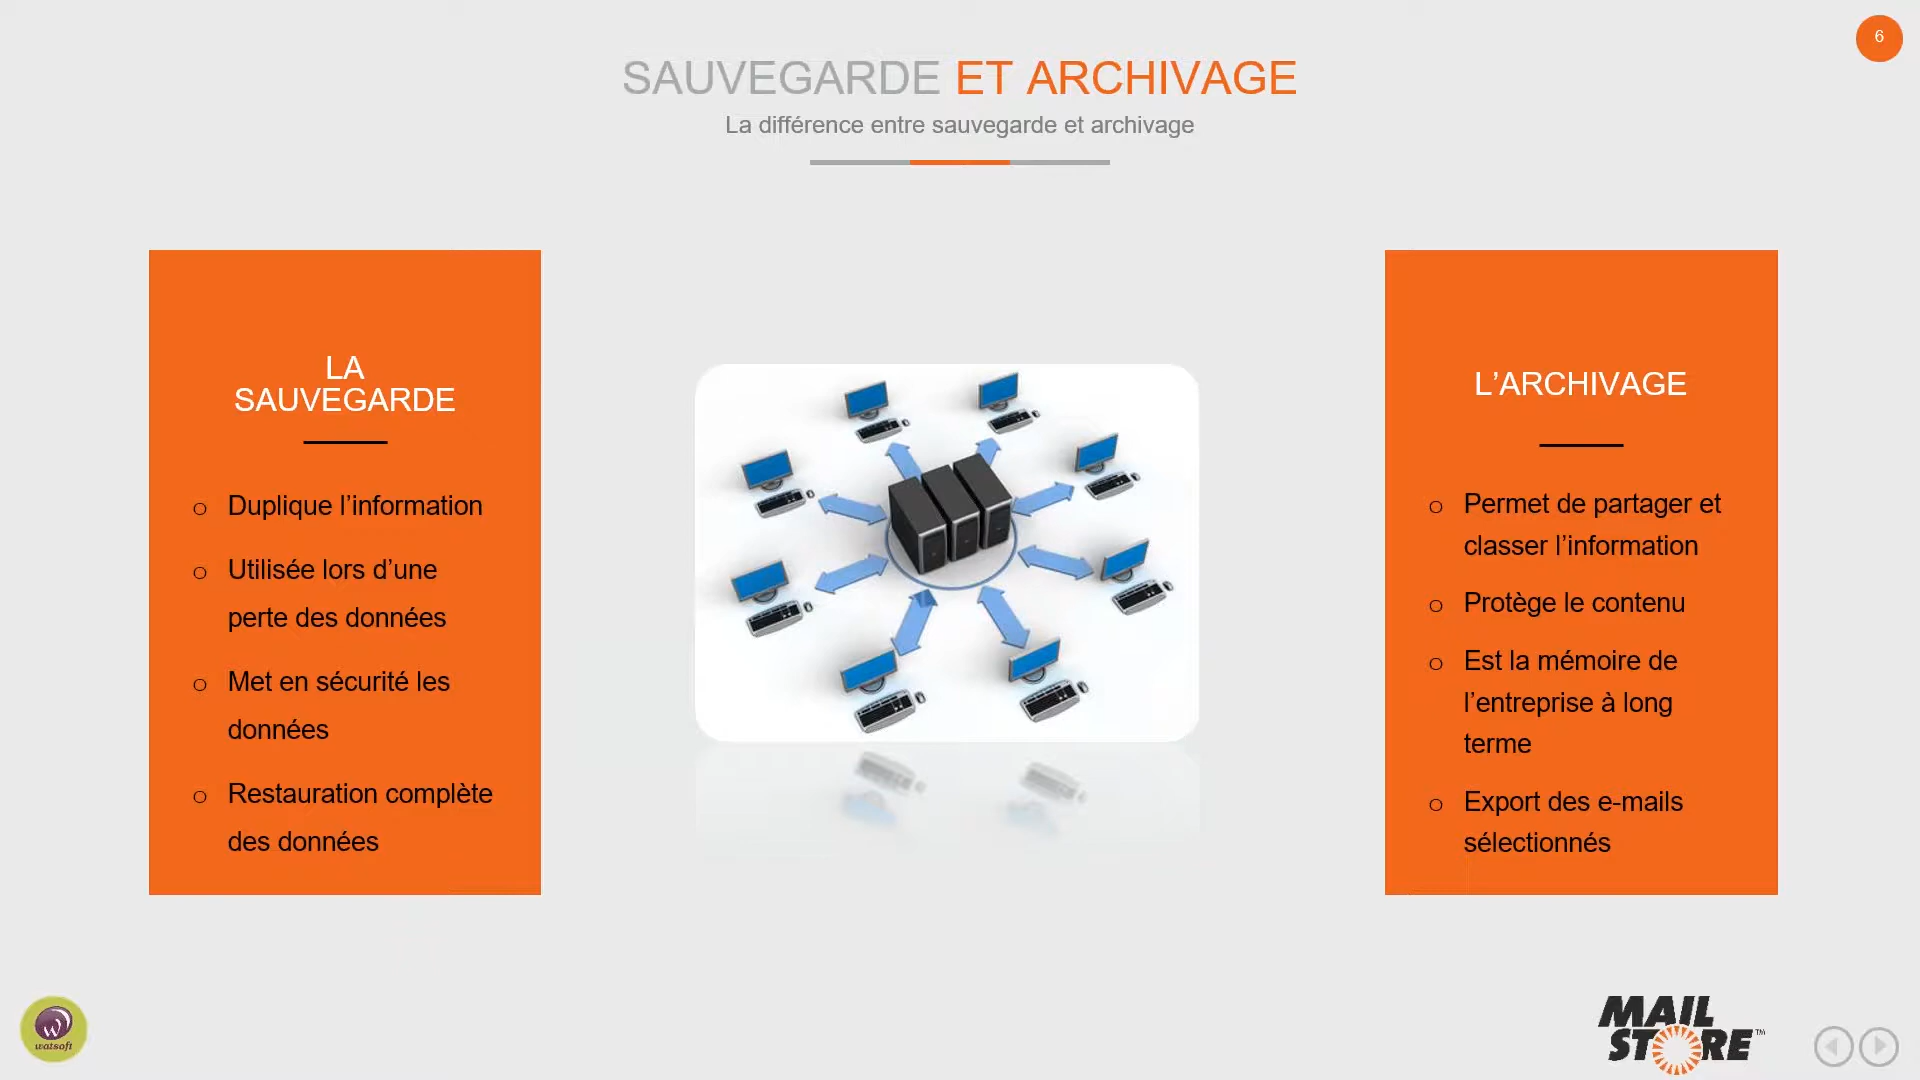 6
SAUVEGARDE ET ARCHIVAGE
La différence entre sauvegarde et archivage
LA
SAUVEGARDE
o Duplique l’information
o Utilisée lors d’une
perte des données
o Met en sécurité les
données
o Restauration complète
des données
L’ARCHIVAGE
o Permet de partager et
classer l’information
o Protège le contenu
o Est la mémoire de
l’entreprise à long
terme
o Export des e-mails
sélectionnés
W
watsoft
MAIL
STORE™